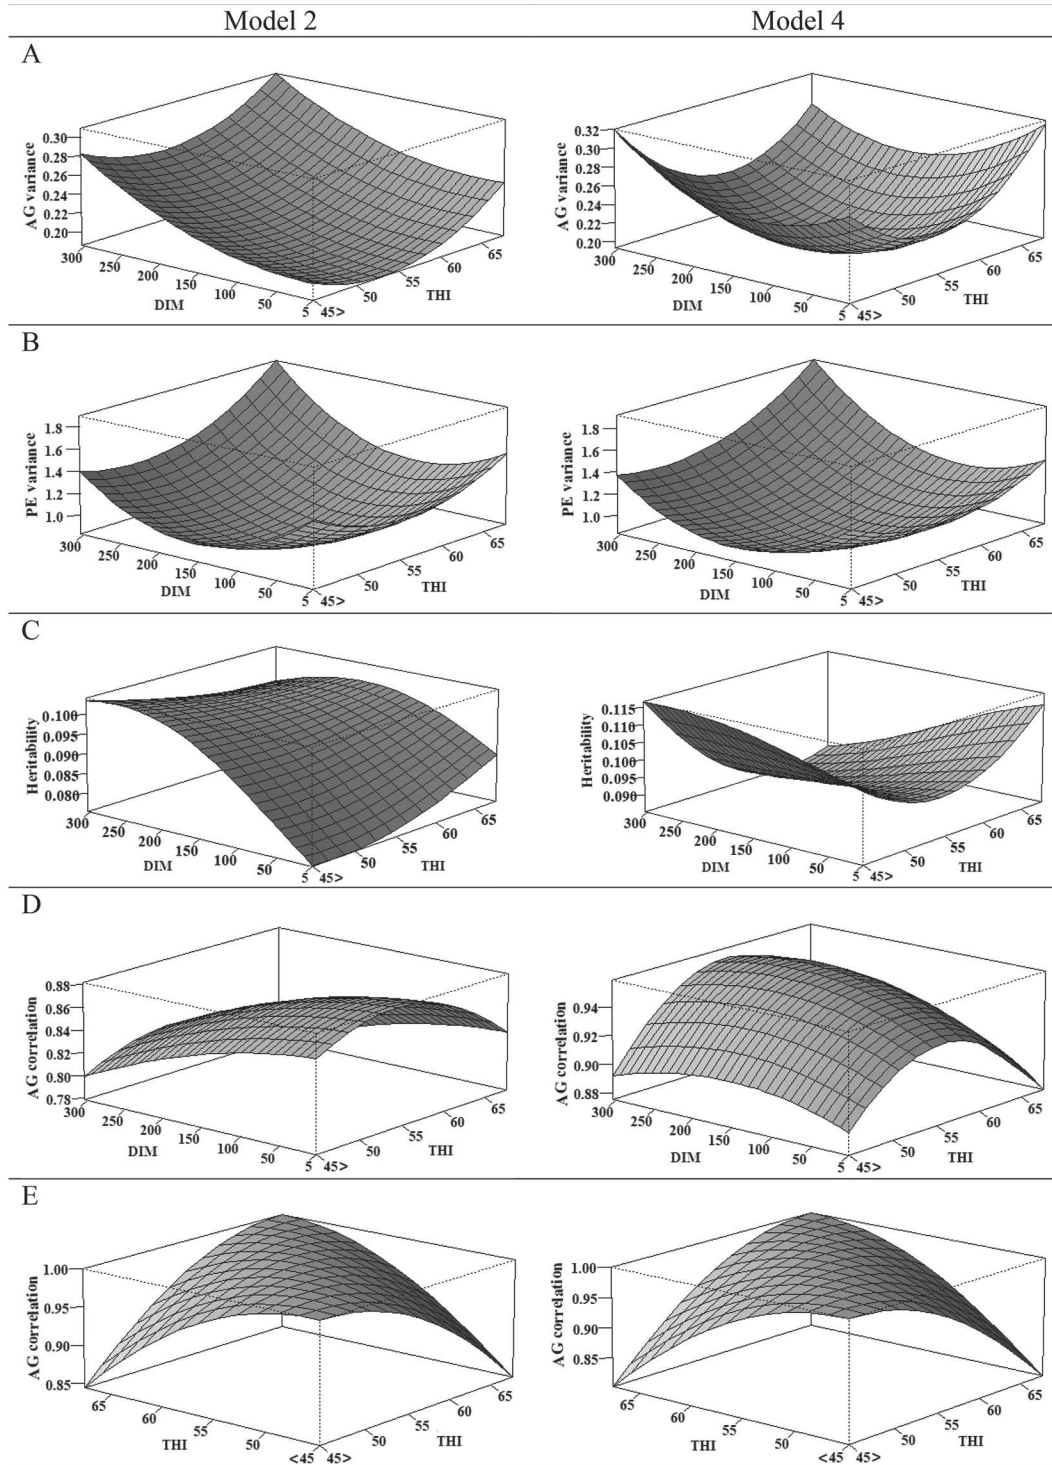 Model 2 Model 4
A
AG variance 0.30 0.28 0.26 0.24 0.22 0.20
300 250 200 150 100 50 5
DIM
45> 50 55 60 65
THI
AG variance 0.32 0.30 0.28 0.26 0.24 0.22 0.20
300 250 200 150 100 50 5
DIM
45> 50 55 60 65
THI
B
PE variance 1.8 1.6 1.4 1.2 1.0
300 250 200 150 100 50 5
DIM
45> 50 55 60 65
THI
PE variance 1.8 1.6 1.4 1.2 1.0
300 250 200 150 100 50 5
DIM
45> 50 55 60 65
THI
C
Heritability 0.100 0.095 0.090 0.085 0.080
300 250 200 150 100 50 5
DIM
45> 50 55 60 65
THI
Heritability 0.115 0.110 0.105 0.100 0.095 0.090
300 250 200 150 100 50 5
DIM
45> 50 55 60 65
THI
D
AG correlation 0.88 0.86 0.84 0.82 0.80 0.78
300 250 200 150 100 50 5
DIM
45> 50 55 60 65
THI
AG correlation 0.94 0.92 0.90 0.88
300 250 200 150 100 50 5
DIM
45> 50 55 60 65
THI
E
AG correlation 1.00 0.95 0.90 0.85
65 60 55 50 <45
THI
45> 50 55 60 65
THI
AG correlation 1.00 0.95 0.90 0.85
65 60 55 50 <45
THI
45> 50 55 60 65
THI